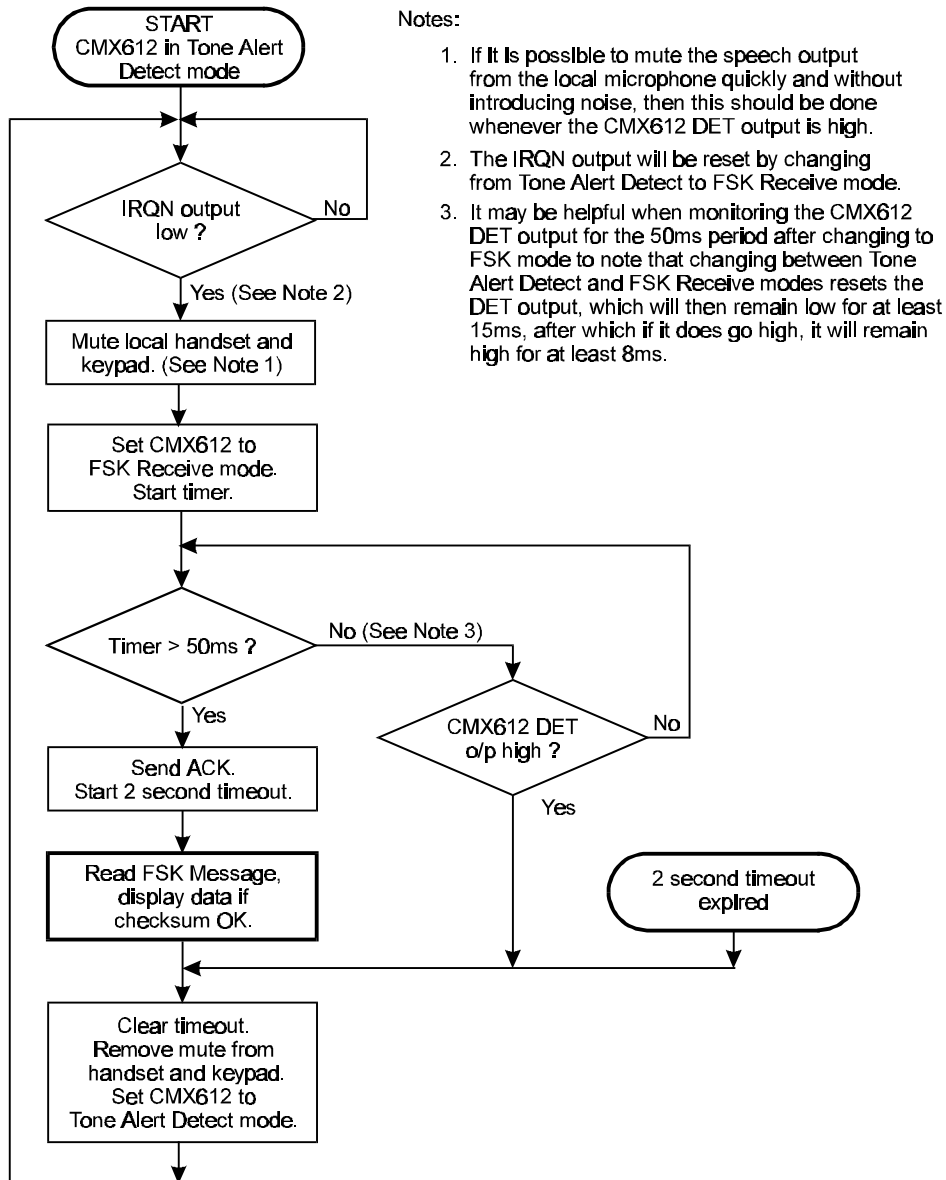 START
CMX612 in Tone Alert
Detect mode
IRQN output
low ?
No
Yes (See Note 2)
Mute local handset and
keypad. (See Note 1)
Set CMX612 to
FSK Receive mode.
Start timer.
Timer > 50ms ?
No (See Note 3)
Yes
CMX612 DET
o/p high ?
No
Yes
Send ACK.
Start 2 second timeout.
Read FSK Message,
display data if
checksum OK.
2 second timeout
expired
Clear timeout.
Remove mute from
handset and keypad.
Set CMX612 to
Tone Alert Detect mode.
Notes:
1. If it is possible to mute the speech output
from the local microphone quickly and without
introducing noise, then this should be done
whenever the CMX612 DET output is high.
2. The IRQN output will be reset by changing
from Tone Alert Detect to FSK Receive mode.
3. It may be helpful when monitoring the CMX612
DET output for the 50ms period after changing to
FSK mode to note that changing between Tone
Alert Detect and FSK Receive modes resets the
DET output, which will then remain low for at least
15ms, after which if it does go high, it will remain
high for at least 8ms.